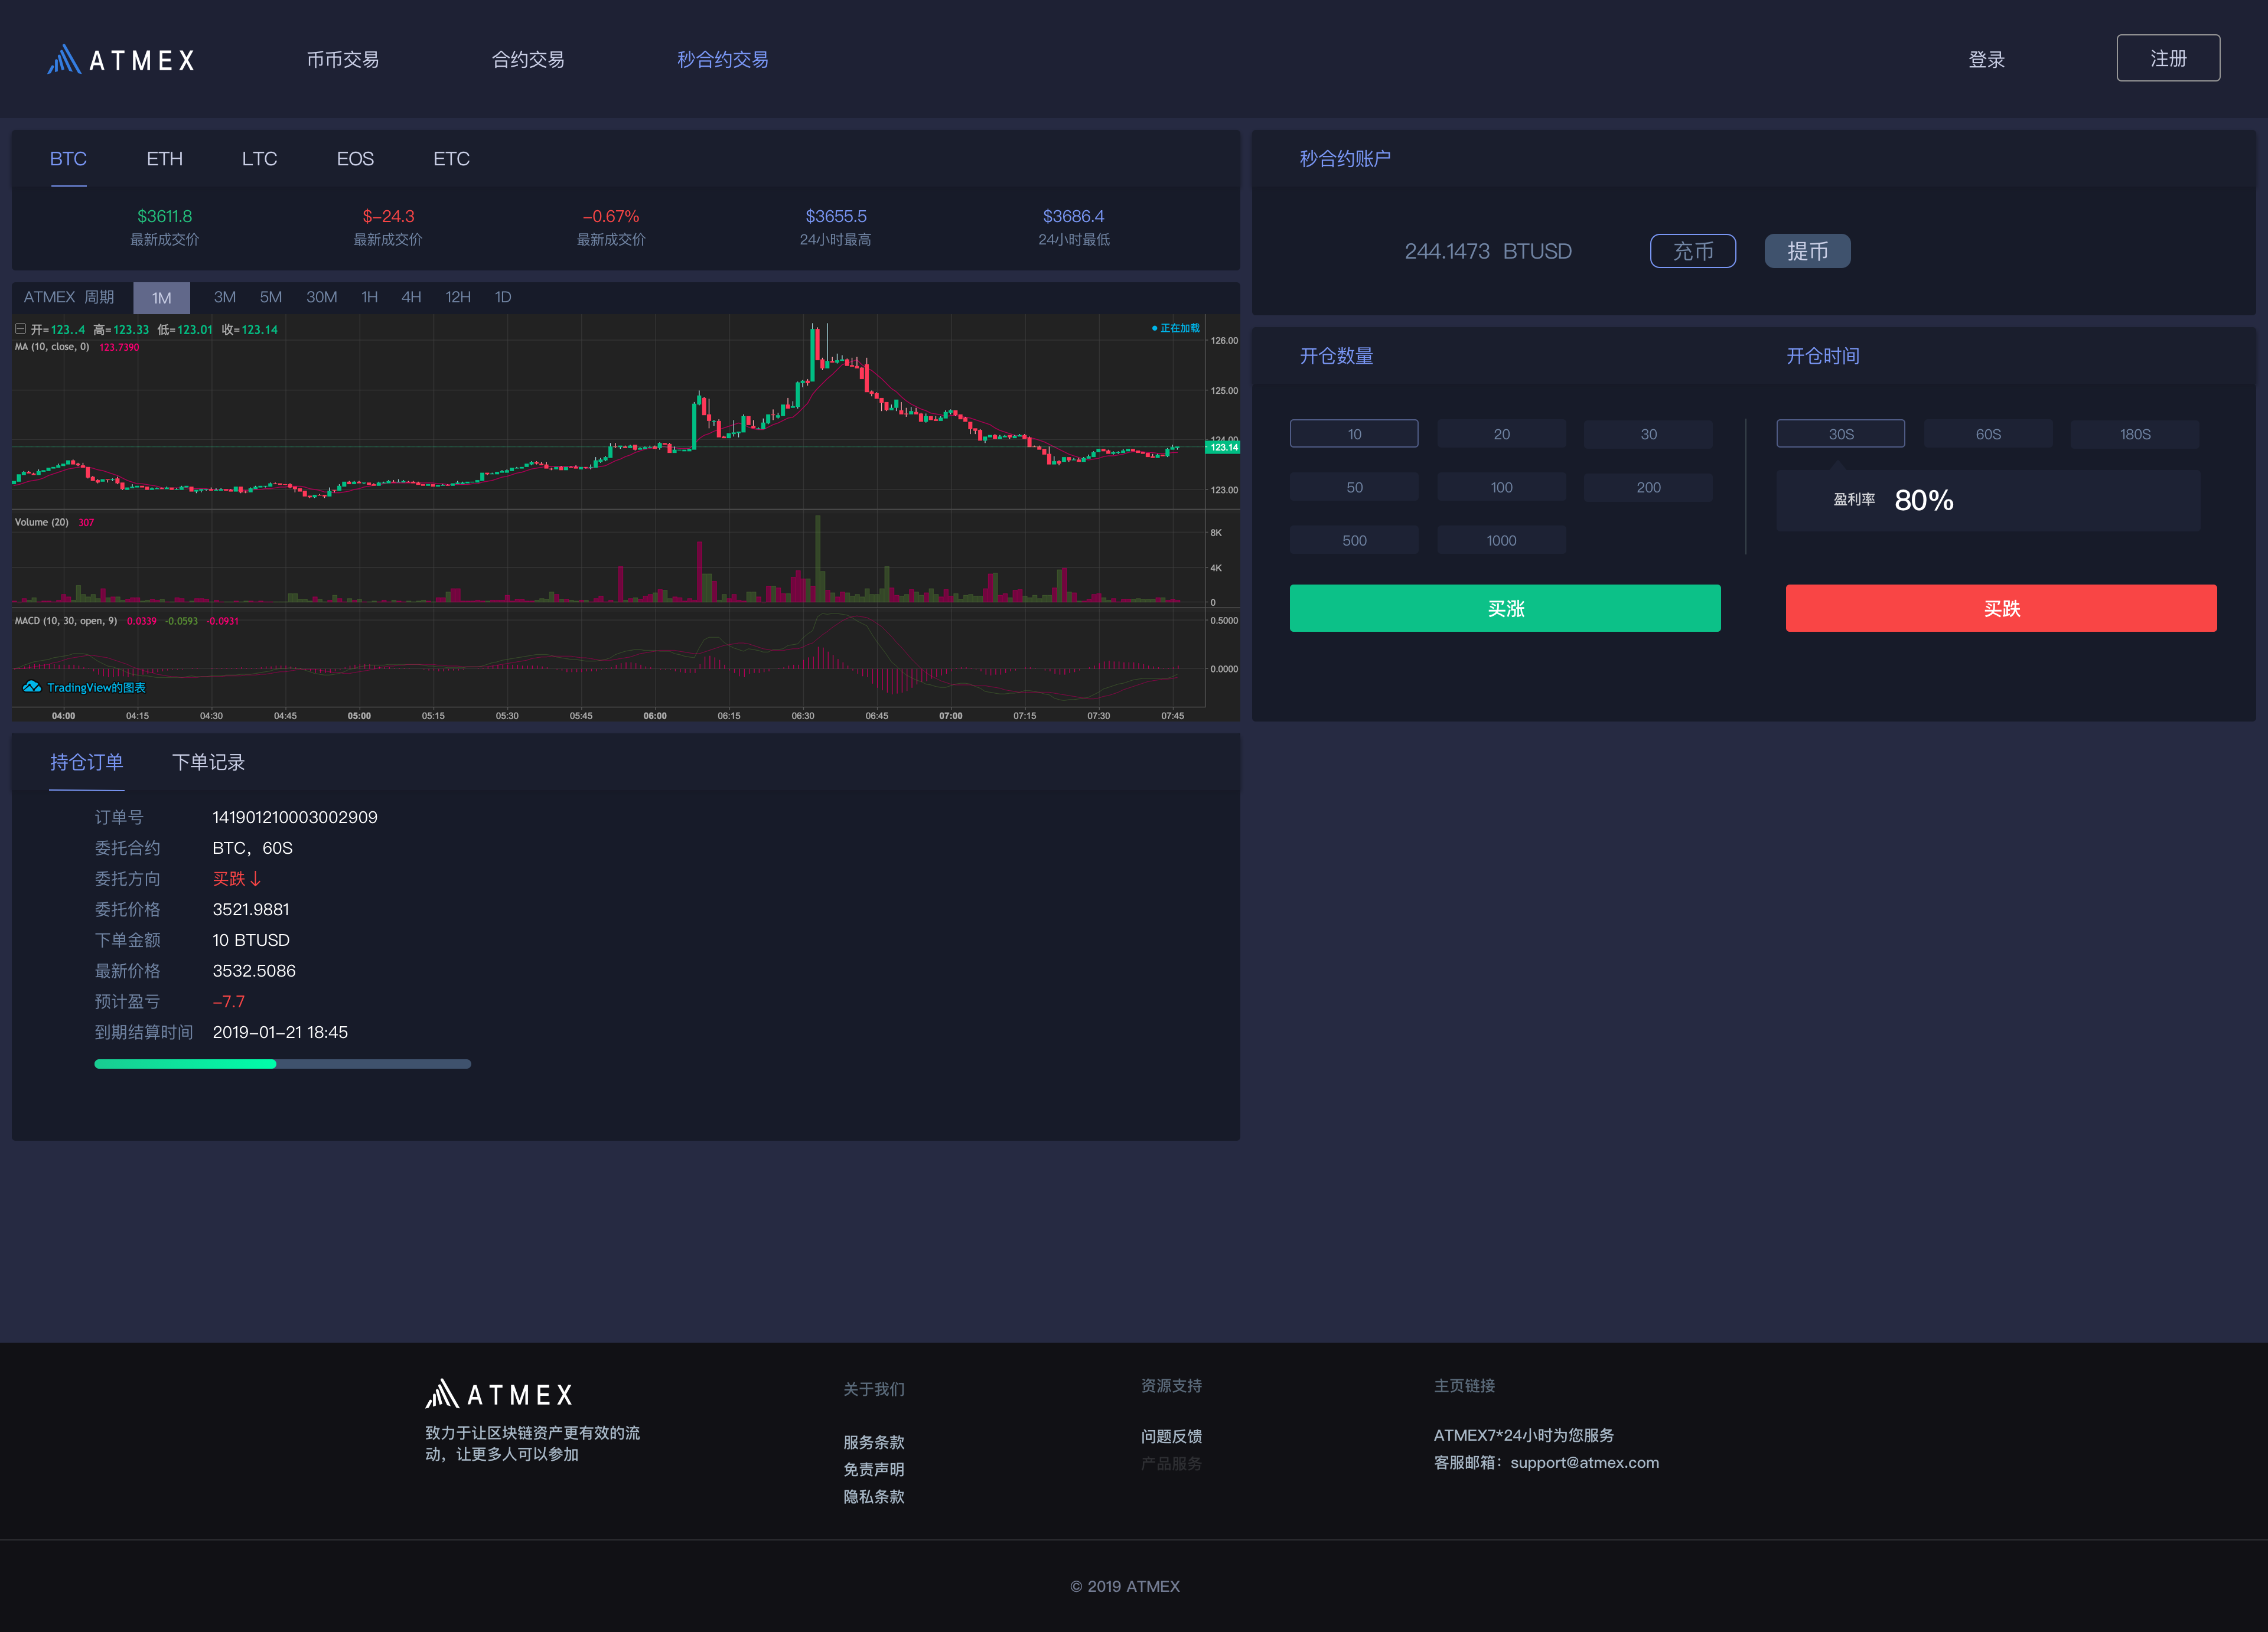 ATMEX 币币交易 合约交易 秒合约交易 登录 注册
BTC ETH LTC EOS ETC
$3611.8 $-24.3 -0.67% $3655.5 $3686.4
最新成交价 最新成交价 最新成交价 24小时最高 24小时最低
秒合约账户
244.1473 BTUSD 充币 提币
ATMEX 周期 1M 3M 5M 30M 1H 4H 12H 1D
开=123..4 高=123.33 低=123.01 收=123.14
MA (10, close, 0) 123.7390
正在加载
126.00
125.00
124.00
123.14
123.00
Volume (20) 307
8K
4K
0
MACD (10, 30, open, 9) 0.0339 -0.0593 -0.0931
0.5000
0.0000
TradingView的图表
04:00 04:15 04:30 04:45 05:00 05:15 05:30 05:45 06:00 06:15 06:30 06:45 07:00 07:15 07:30 07:45
开仓数量 开仓时间
10 20 30 30S 60S 180S
50 100 200
盈利率 80%
500 1000
买涨 买跌
持仓订单 下单记录
订单号 141901210003002909
委托合约 BTC，60S
委托方向 买跌↓
委托价格 3521.9881
下单金额 10 BTUSD
最新价格 3532.5086
预计盈亏 -7.7
到期结算时间 2019-01-21 18:45
ATMEX
致力于让区块链资产更有效的流
动，让更多人可以参加
关于我们
服务条款
免责声明
隐私条款
资源支持
问题反馈
产品服务
主页链接
ATMEX7*24小时为您服务
客服邮箱：support@atmex.com
© 2019 ATMEX